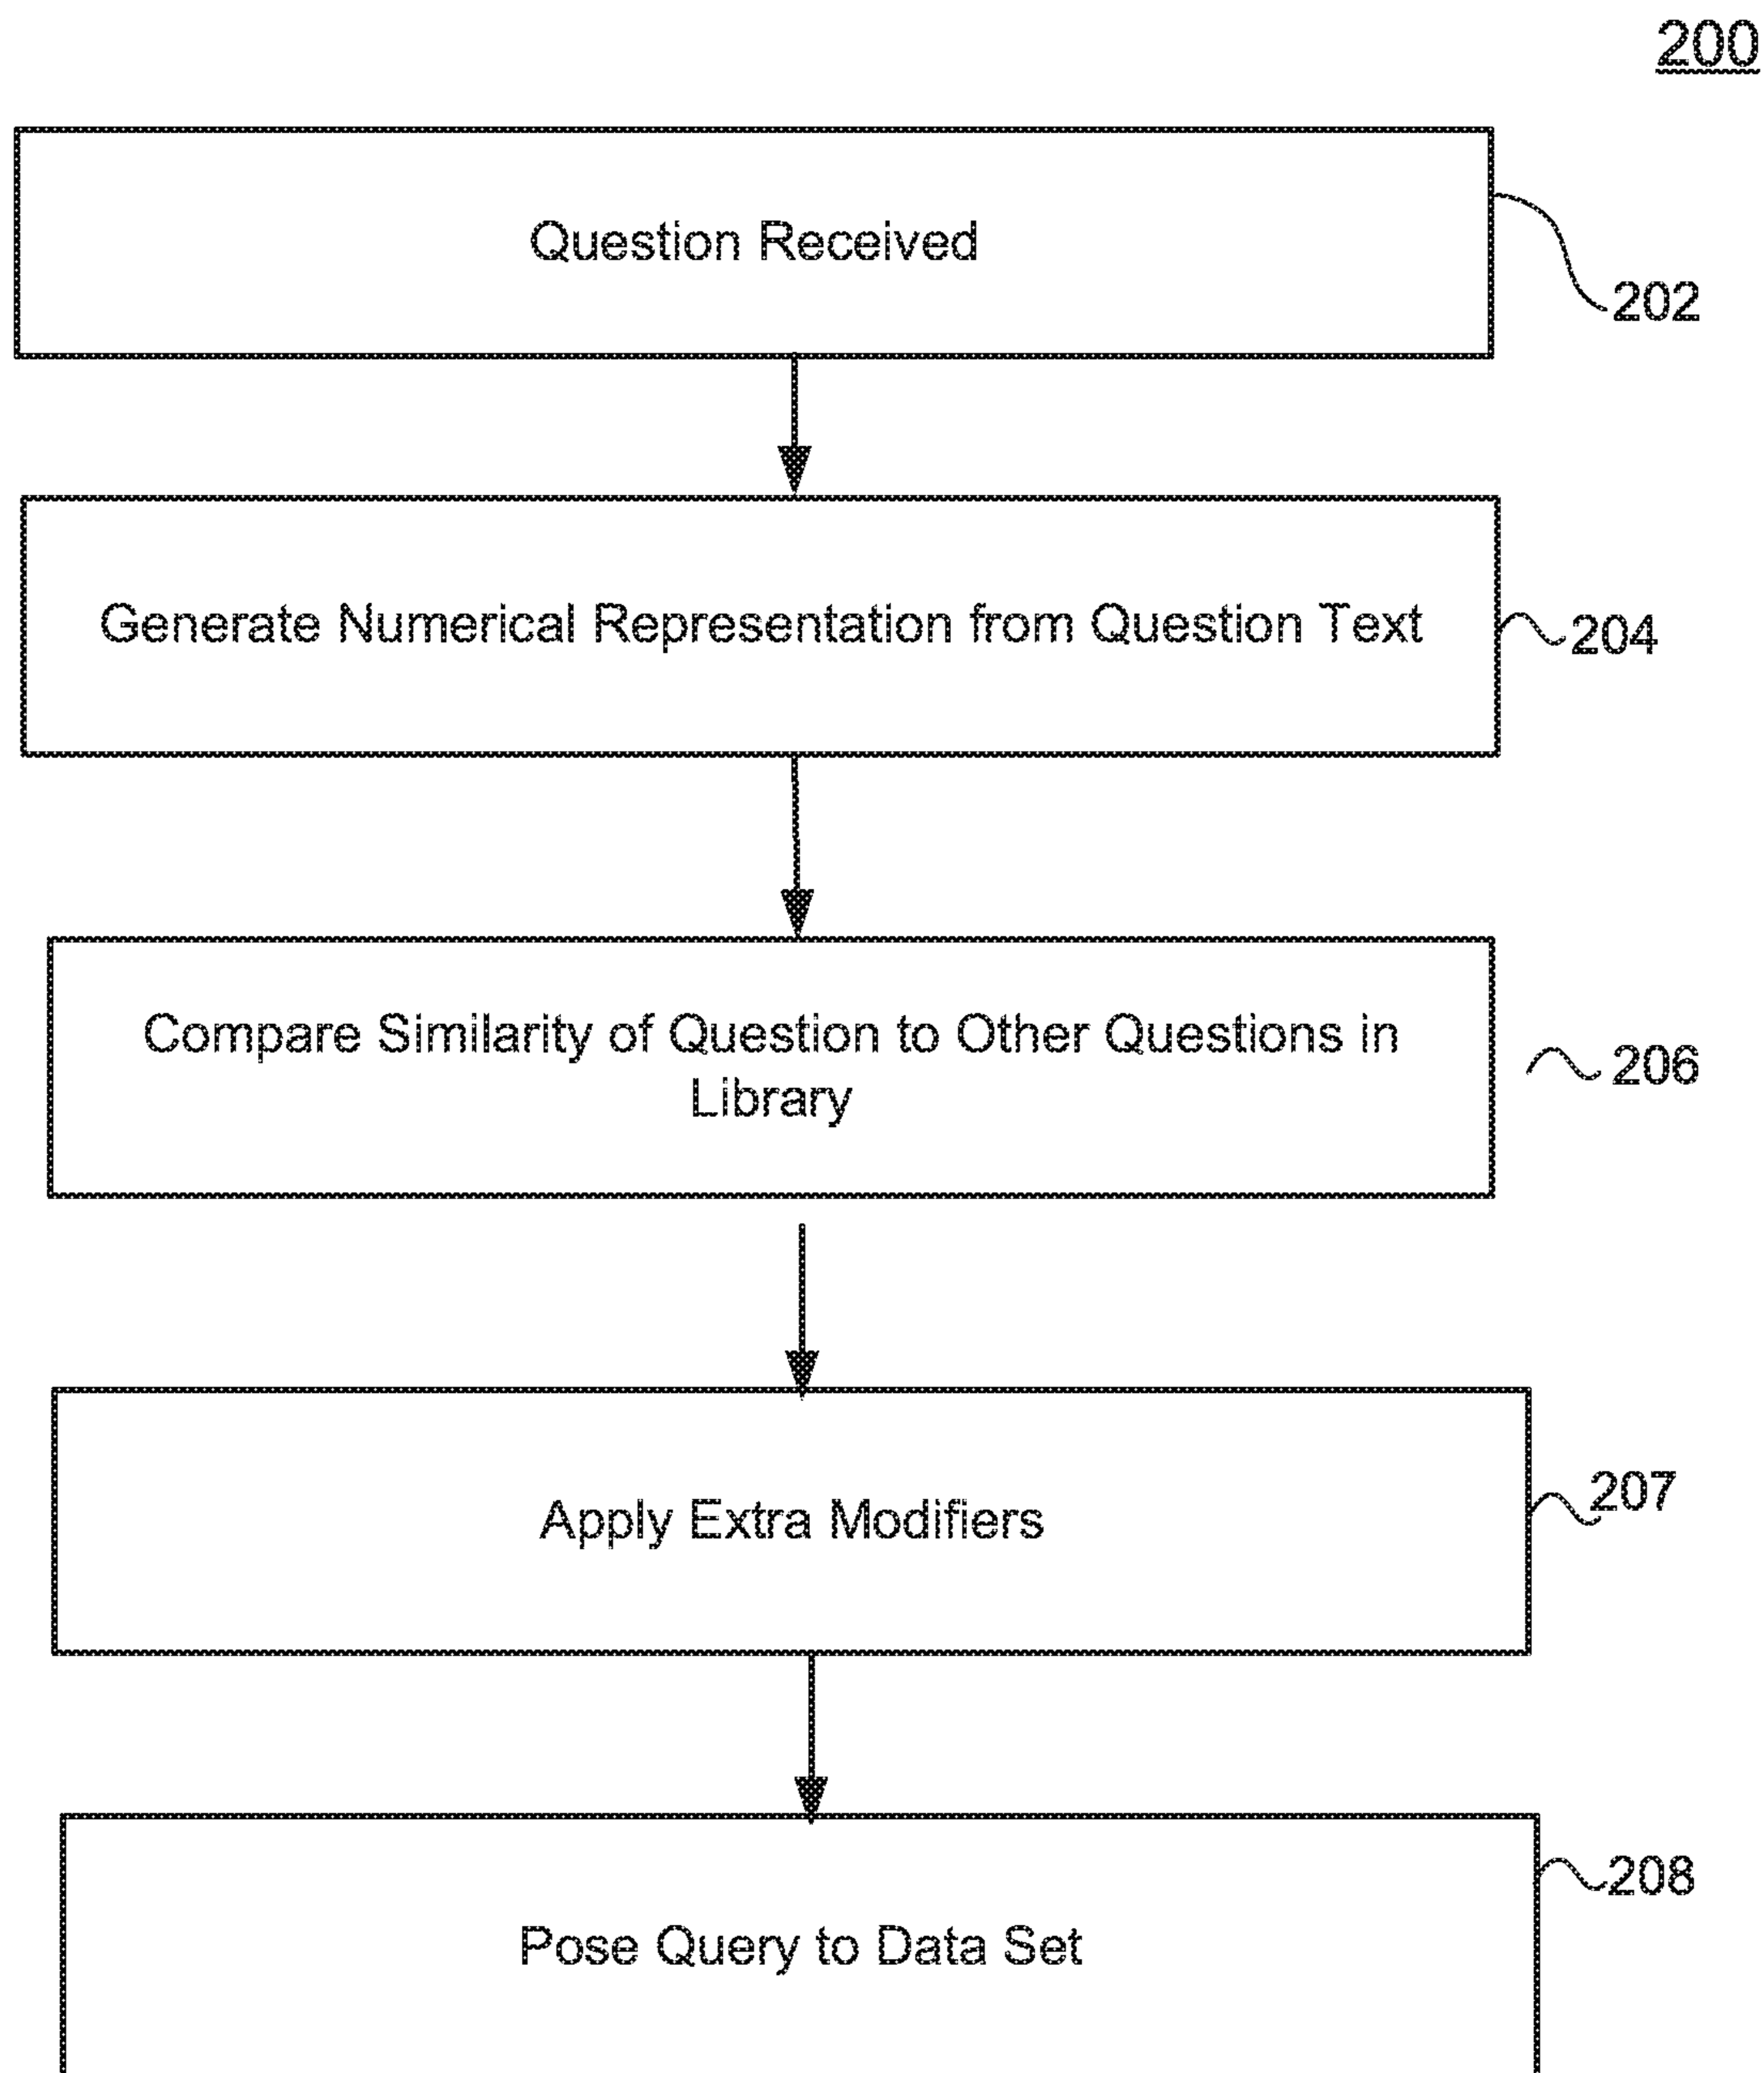 200
Question Received
202
Generate Numerical Representation from Question Text
204
Compare Similarity of Question to Other Questions in
Library
206
Apply Extra Modifiers
207
Pose Query to Data Set
208